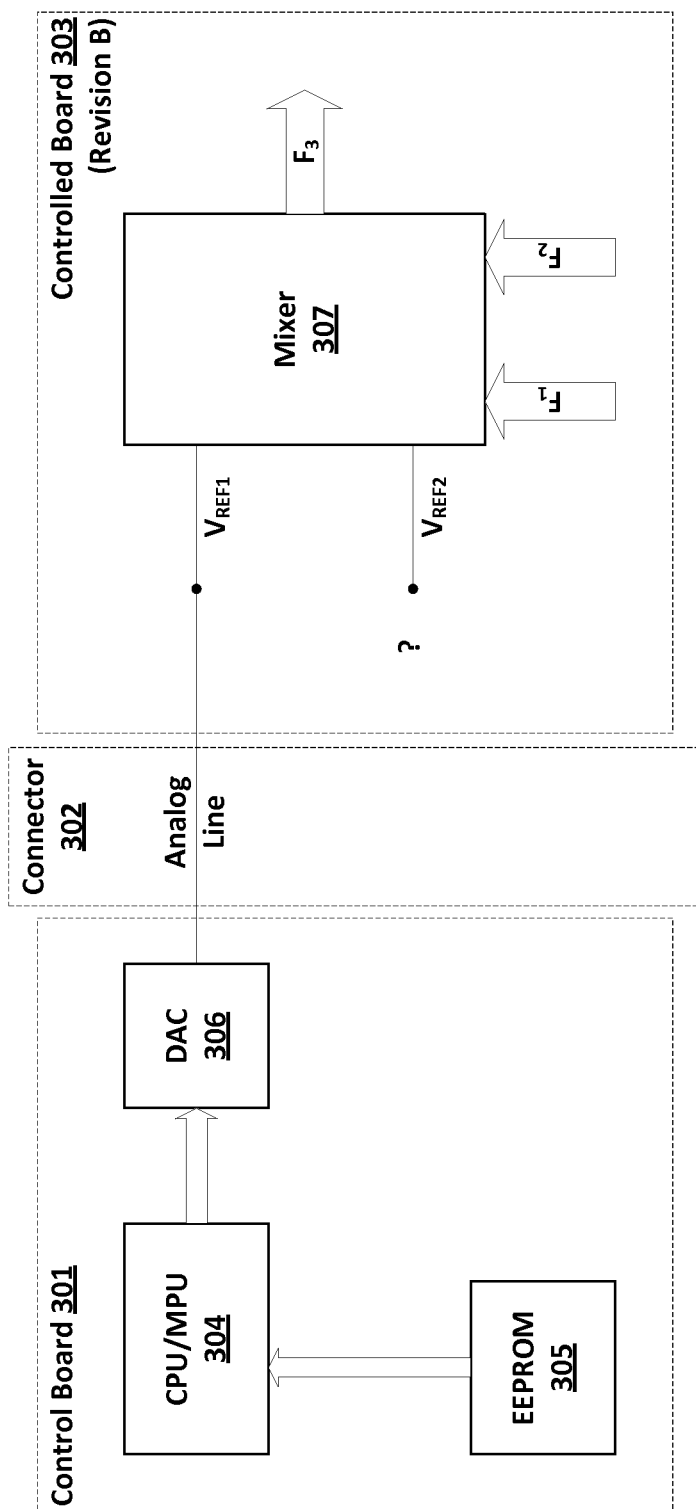 Control Board 301
CPU/MPU
304
EEPROM
305
DAC
306
Connector
302
Analog
Line
Controlled Board 303
(Revision B)
VREF1
VREF2
?
Mixer
307
F1
F2
F3